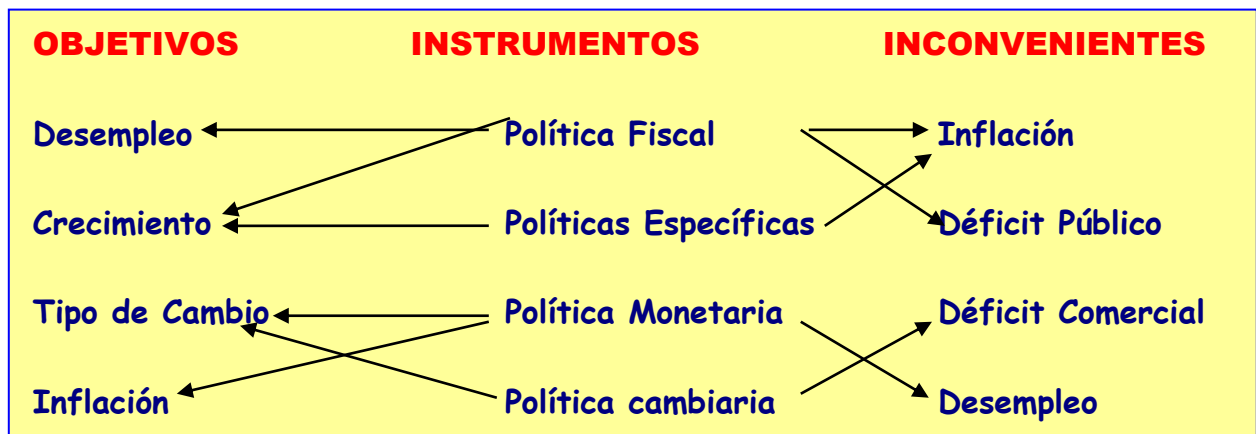 OBJETIVOS INSTRUMENTOS INCONVENIENTES
Desempleo Política Fiscal Inflación
Crecimiento Políticas Específicas Déficit Público
Tipo de Cambio Política Monetaria Déficit Comercial
Inflación Política cambiaria Desempleo